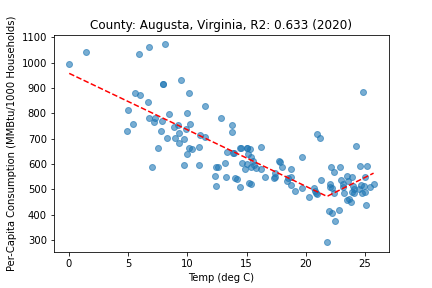 County: Augusta, Virginia, R2: 0.633 (2020)
Per-Capita Consumption (MMBtu/1000 Households)
1100
1000
900
800
700
600
500
400
300
0 5 10 15 20 25
Temp (deg C)